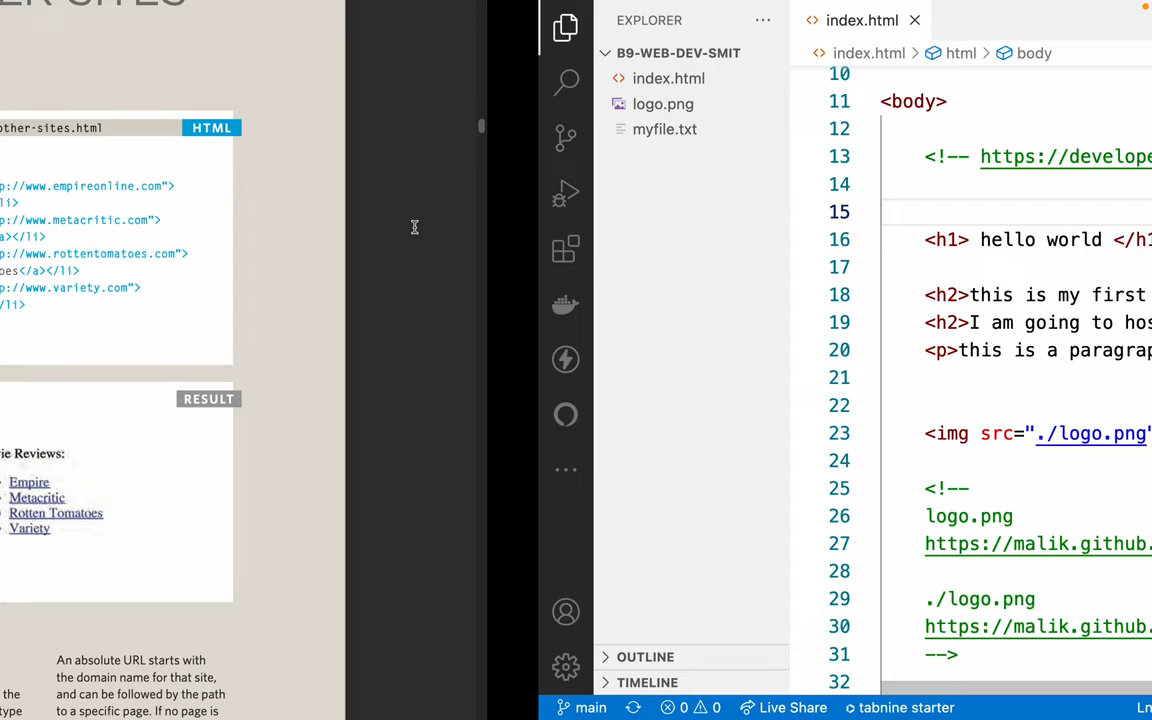 ER SITES
other-sites.html
HTML
p://www.empireonline.com">
li>
p://www.metacritic.com">
a></li>
p://www.rottentomatoes.com">
oes</a></li>
p://www.variety.com">
/li>
RESULT
ie Reviews:
Empire
Metacritic
Rotten Tomatoes
Variety
An absolute URL starts with
the domain name for that site,
the and can be followed by the path
type to a specific page. If no page is
EXPLORER
B9-WEB-DEV-SMIT
index.html
logo.png
myfile.txt
OUTLINE
TIMELINE
index.html
index.html > html > body
10
11 <body>
12
13 <!-- https://develope
14
15
16 <h1> hello world </h1
17
18 <h2>this is my first
19 <h2>I am going to hos
20 <p>this is a paragrap
21
22
23 <img src="./logo.png"
24
25 <!--
26 logo.png
27 https://malik.github.
28
29 ./logo.png
30 https://malik.github.
31 -->
32
main 0 0 Live Share tabnine starter Ln